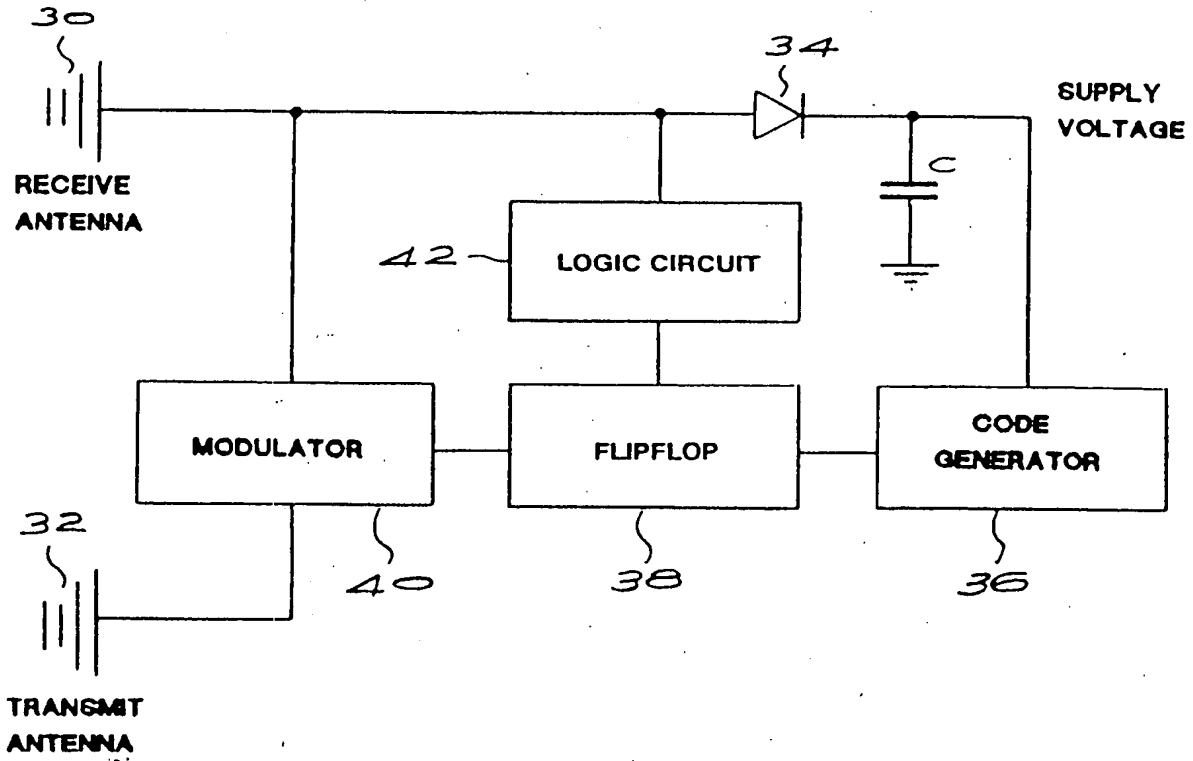 30
34
SUPPLY
VOLTAGE
C
RECEIVE
ANTENNA
42
LOGIC CIRCUIT
MODULATOR
FLIPFLOP
CODE
GENERATOR
32
40
38
36
TRANSMIT
ANTENNA